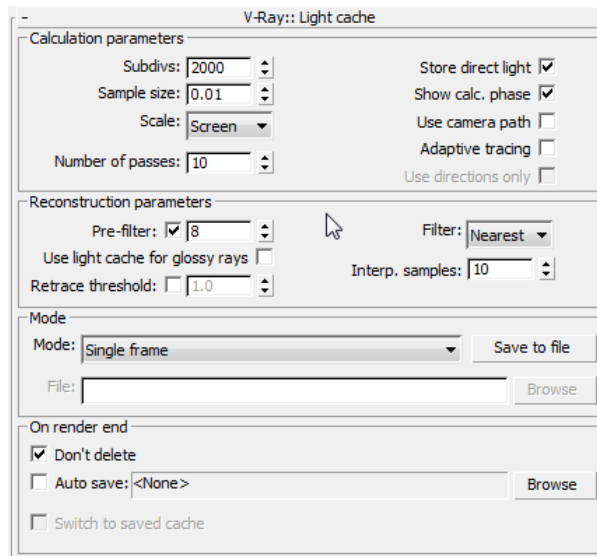 - V-Ray:: Light cache
Calculation parameters
Subdivs: 2000
Store direct light
Sample size: 0.01
Show calc. phase
Scale: Screen
Use camera path
Adaptive tracing
Number of passes: 10
Use directions only
Reconstruction parameters
Pre-filter: 8
Filter: Nearest
Use light cache for glossy rays
Interp. samples: 10
Retrace threshold: 1.0
Mode
Mode: Single frame
Save to file
File:
Browse
On render end
Don't delete
Auto save: <None>
Browse
Switch to saved cache